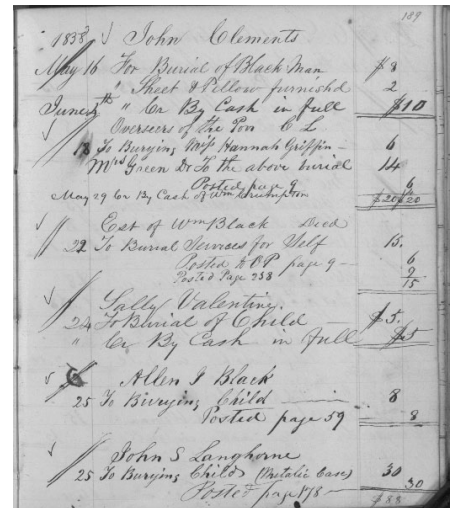 189
1838 John Clements
May 16 For Burial of Black Man $8
" Sheet & Pillow furnishd 2
June 5th " Cr By Cash in full $10
Overseers of the Poor C L
18 To Burying Mrs Hannah Griffin 6
Mrs Green Dr To the above burial 14
Posted page 9 6
May 29 Cr By Cash of Wm $20 $20
Est of Wm Black Died
22 To Burial Services for Self 15.
Posted page 9 6
Posted Page 238 9
15
Sally Valentine
24 To Burial of Child $5.
" Cr By Cash in full $5
Allen J Black
25 To Burying Child 8
Posted page 59 8
John S Langhorne
25 To Burying Child (Metalic Case) 30
Posted page 178 30
$88